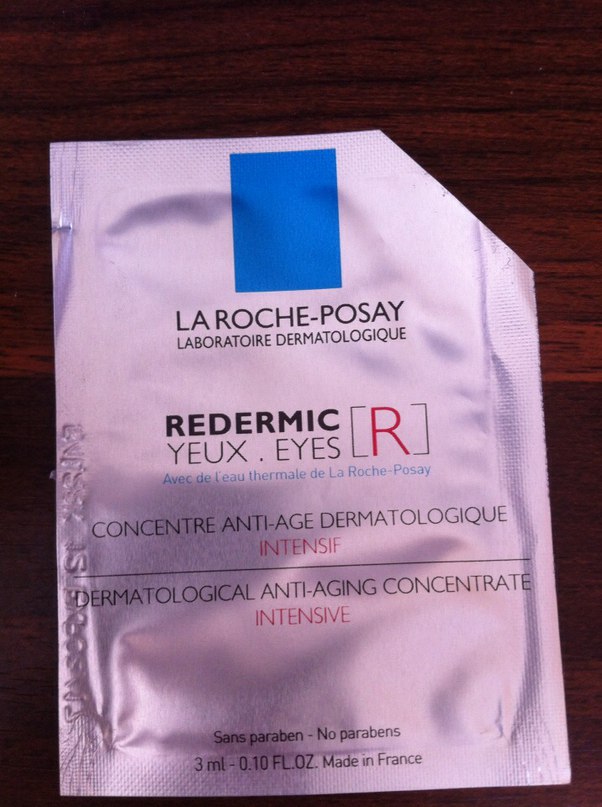 LA ROCHE-POSAY
LABORATOIRE DERMATOLOGIQUE
REDERMIC [R]
YEUX . EYES
Avec de l'eau thermale de La Roche-Posay
CONCENTRE ANTI-AGE DERMATOLOGIQUE
INTENSIF
DERMATOLOGICAL ANTI-AGING CONCENTRATE
INTENSIVE
Sans paraben - No parabens
3 ml - 0.10 FL.OZ. Made in France